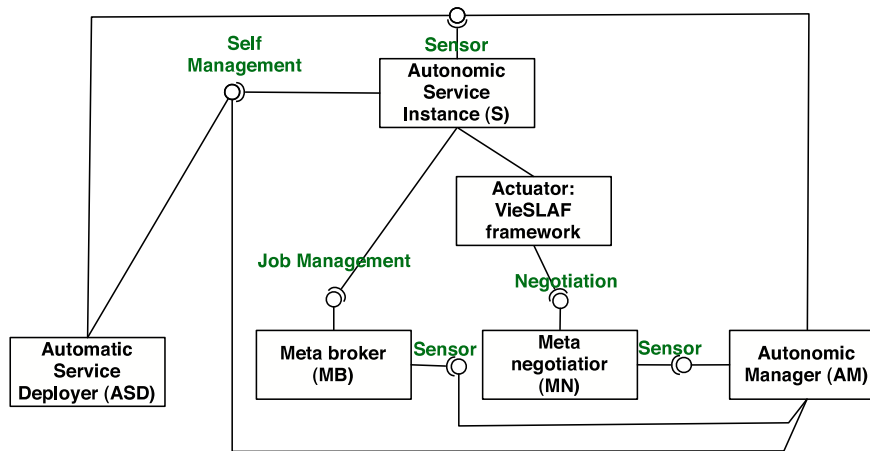 Self
Management
Sensor
Autonomic
Service
Instance (S)
Actuator:
VieSLAF
framework
Job Management
Negotiation
Automatic
Service
Deployer (ASD)
Meta broker
(MB)
Sensor
Meta
negotiatior
(MN)
Sensor
Autonomic
Manager (AM)